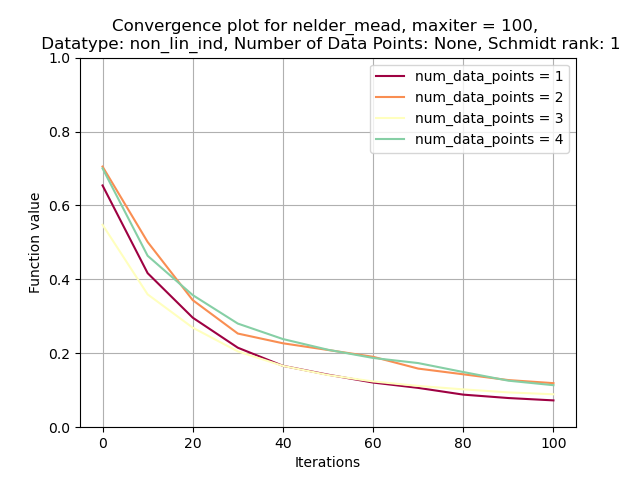 Convergence plot for nelder_mead, maxiter = 100,
Datatype: non_lin_ind, Number of Data Points: None, Schmidt rank: 1
1.0
0.8
0.6
0.4
0.2
0.0
Function value
num_data_points = 1
num_data_points = 2
num_data_points = 3
num_data_points = 4
0 20 40 60 80 100
Iterations